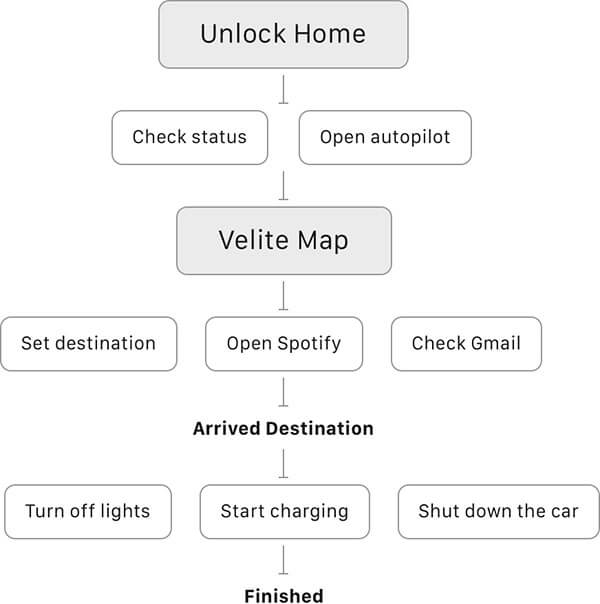 Unlock Home
Check status
Open autopilot
Velite Map
Set destination
Open Spotify
Check Gmail
Arrived Destination
Turn off lights
Start charging
Shut down the car
Finished